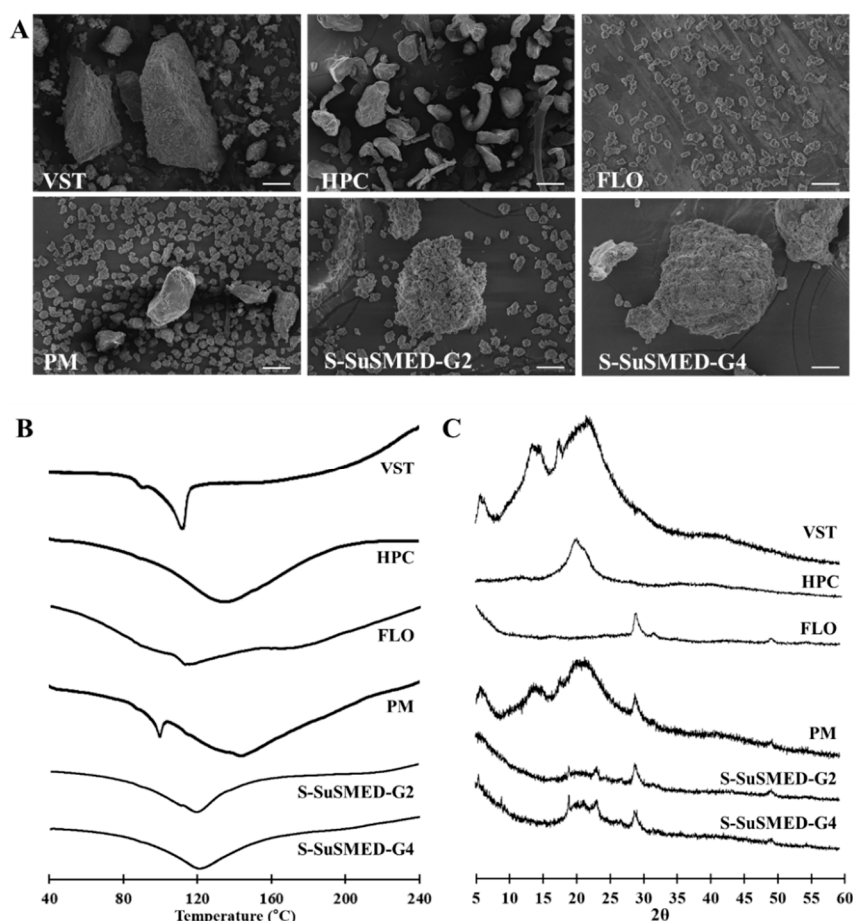 A
VST
HPC
FLO
PM
S-SuSMED-G2
S-SuSMED-G4
B
VST
HPC
FLO
PM
S-SuSMED-G2
S-SuSMED-G4
40 80 120 160 200 240
Temperature (°C)
C
VST
HPC
FLO
PM
S-SuSMED-G2
S-SuSMED-G4
5 10 15 20 25 30 35 40 45 50 55 60
2θ